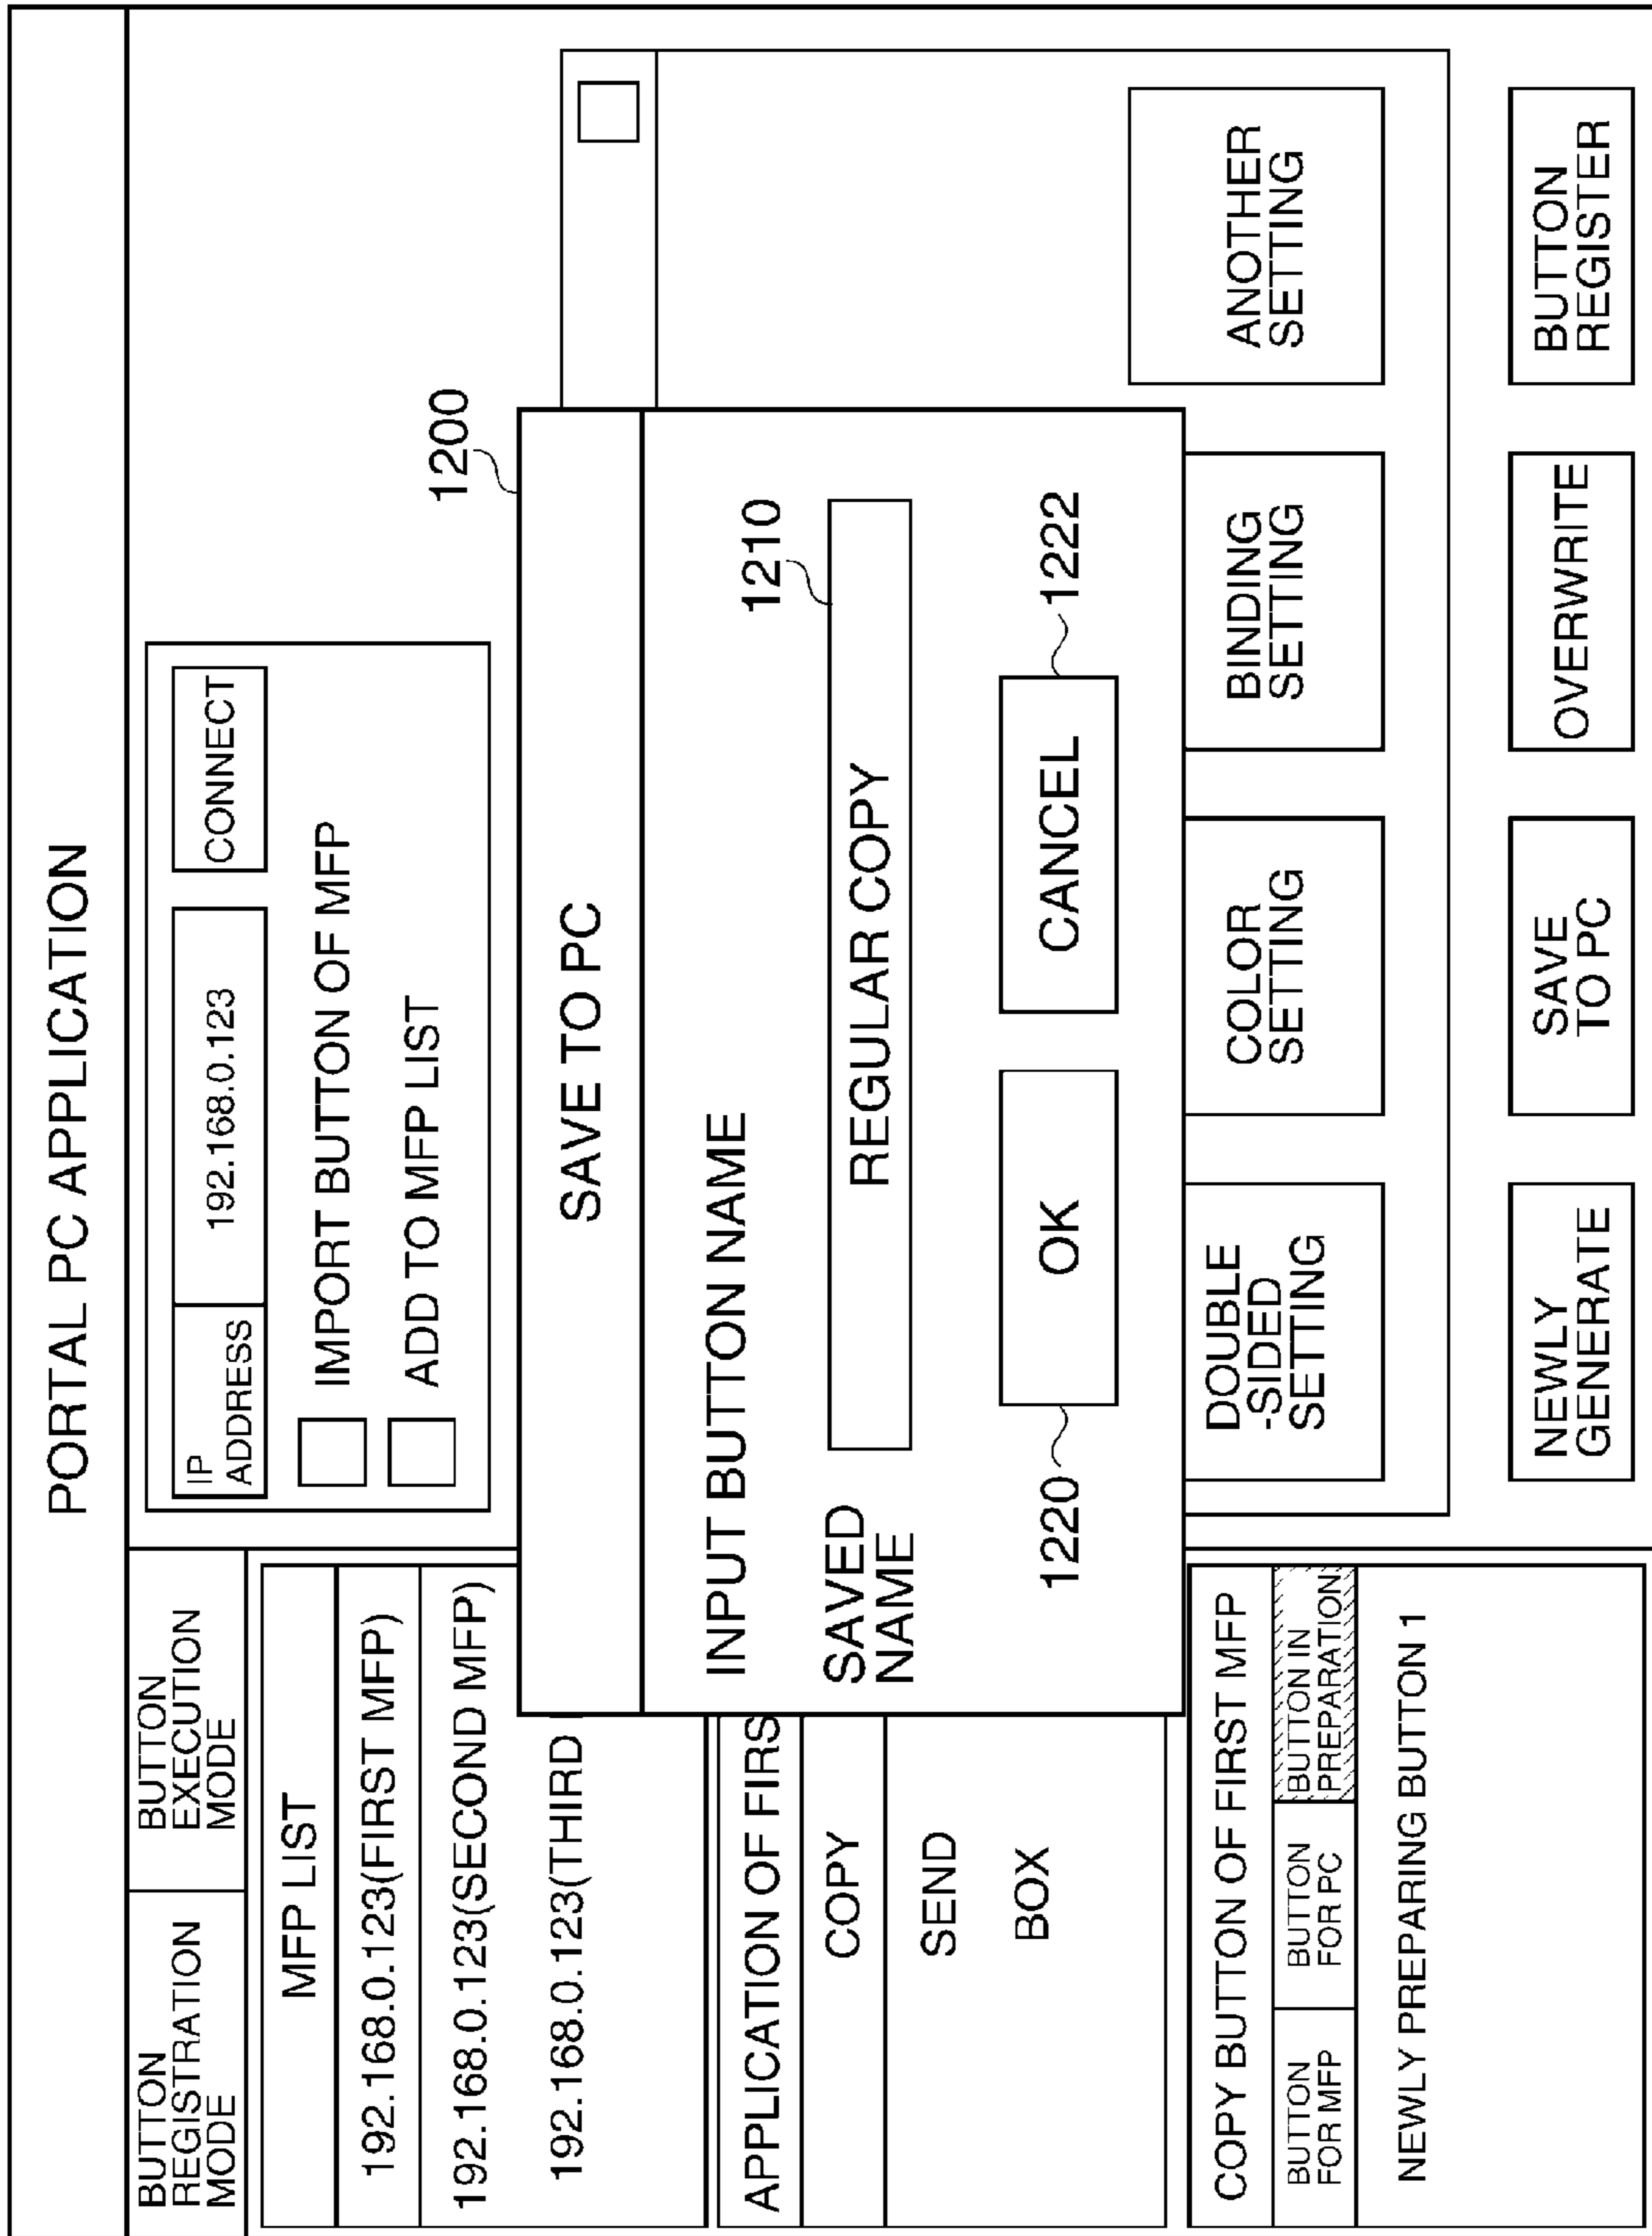 PORTAL PC APPLICATION
BUTTON
REGISTRATION
MODE
BUTTON
EXECUTION
MODE
MFP LIST
192.168.0.123(FIRST MFP)
192.168.0.123(SECOND MFP)
192.168.0.123(THIRD
APPLICATION OF FIRS
COPY
SEND
BOX
COPY BUTTON OF FIRST MFP
BUTTON
FOR MFP
BUTTON
FOR PC
BUTTON IN
PREPARATION
NEWLY PREPARING BUTTON 1
IP
ADDRESS
192.168.0.123
CONNECT
IMPORT BUTTON OF MFP
ADD TO MFP LIST
1200
SAVE TO PC
INPUT BUTTON NAME
1210
SAVED
NAME
REGULAR COPY
1220
OK
CANCEL
1222
DOUBLE
-SIDED
SETTING
COLOR
SETTING
BINDING
SETTING
ANOTHER
SETTING
NEWLY
GENERATE
SAVE
TO PC
OVERWRITE
BUTTON
REGISTER